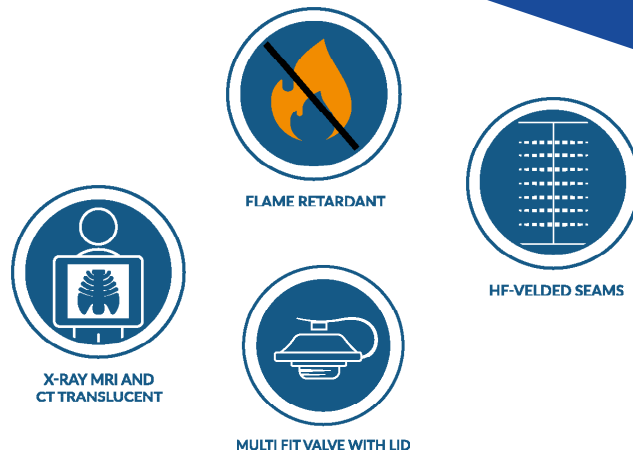 FLAME RETARDANT
HF-VELDED SEAMS
X-RAY MRI AND
CT TRANSLUCENT
MULTI FIT VALVE WITH LID